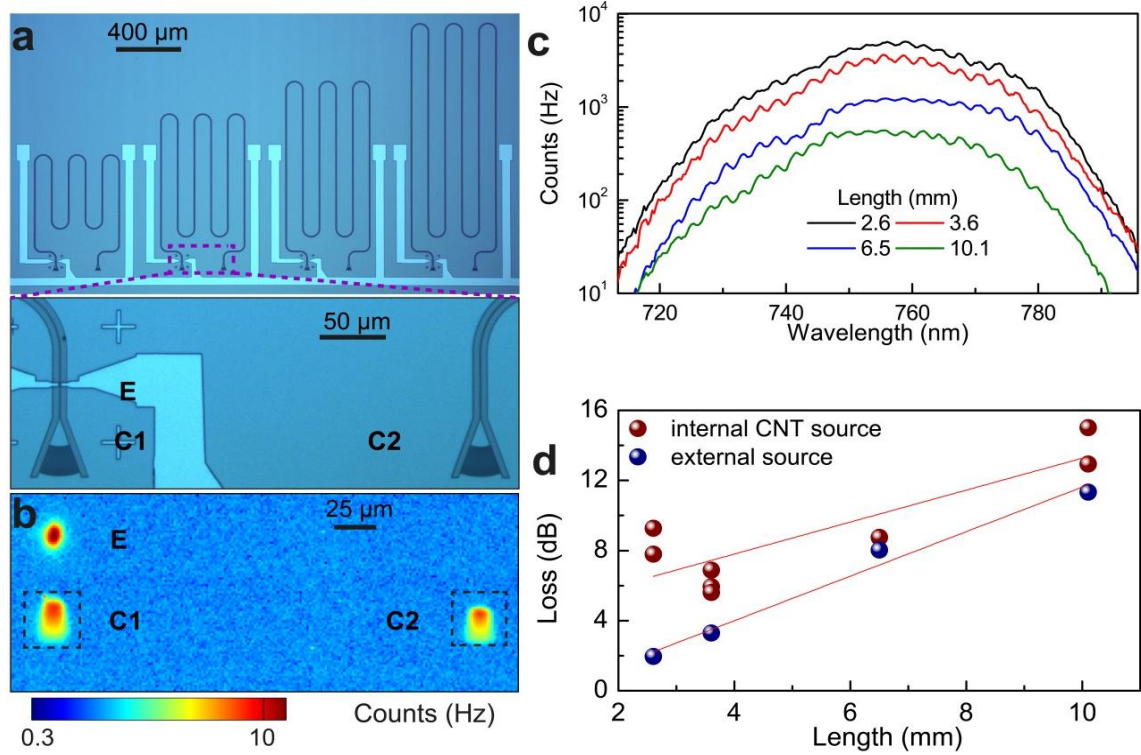 a
400 µm
50 µm
E
C1
C2
b
25 µm
E
C1
C2
Counts (Hz)
0.3
10
c
10⁴
10³
10²
10¹
Counts (Hz)
Length (mm)
2.6 3.6
6.5 10.1
720 740 760 780
Wavelength (nm)
d
16
12
8
4
0
Loss (dB)
internal CNT source
external source
2 4 6 8 10
Length (mm)